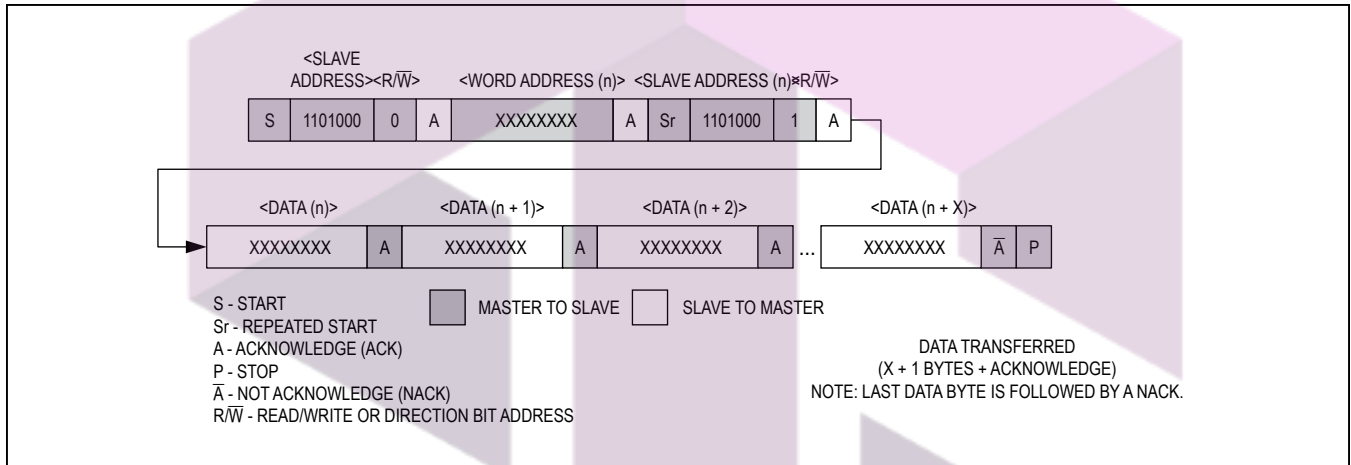 <SLAVE
ADDRESS><R/W̅> <WORD ADDRESS (n)> <SLAVE ADDRESS (n)><R/W̅>
S 1101000 0 A XXXXXXXX A Sr 1101000 1 A
<DATA (n)> <DATA (n + 1)> <DATA (n + 2)> <DATA (n + X)>
XXXXXXXX A XXXXXXXX A XXXXXXXX A ... XXXXXXXX A̅ P
S - START
Sr - REPEATED START
A - ACKNOWLEDGE (ACK)
P - STOP
A̅ - NOT ACKNOWLEDGE (NACK)
R/W̅ - READ/WRITE OR DIRECTION BIT ADDRESS
MASTER TO SLAVE SLAVE TO MASTER
DATA TRANSFERRED
(X + 1 BYTES + ACKNOWLEDGE)
NOTE: LAST DATA BYTE IS FOLLOWED BY A NACK.